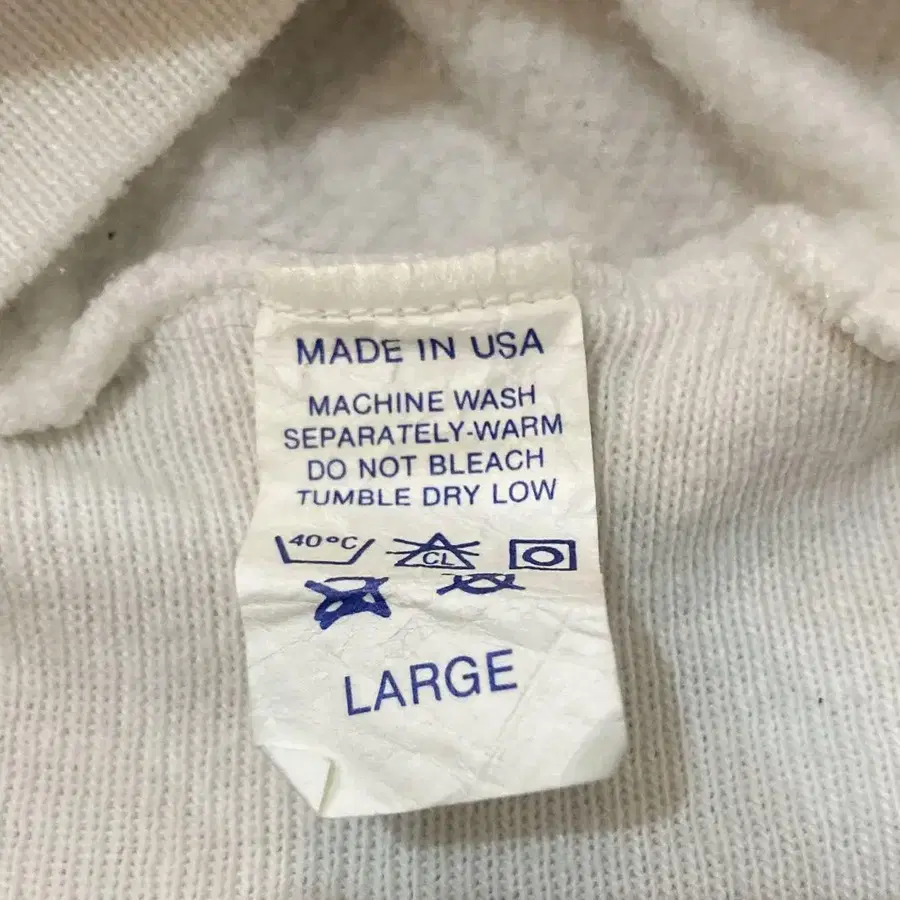 MADE IN USA
MACHINE WASH
SEPARATELY-WARM
DO NOT BLEACH
TUMBLE DRY LOW
40°C CL
LARGE